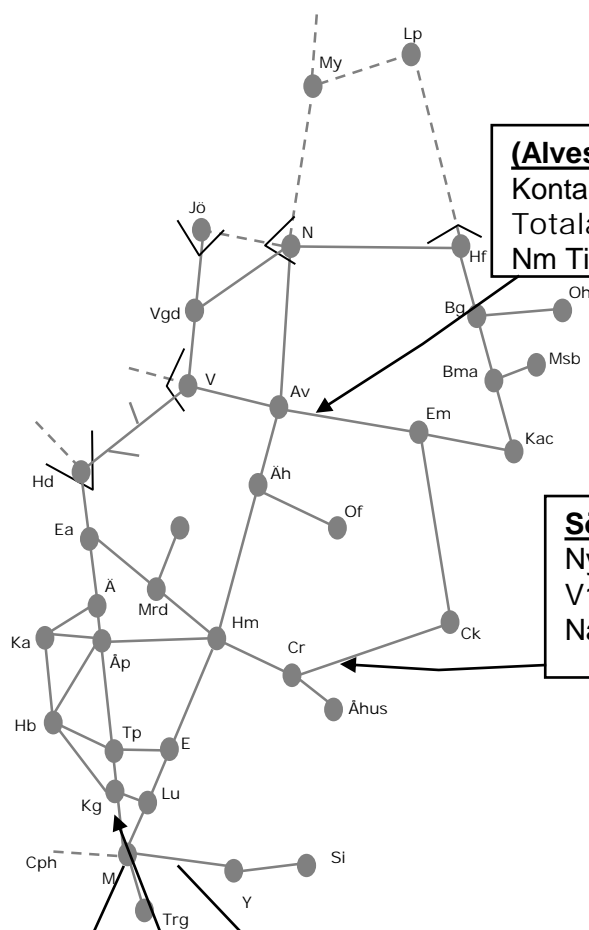 Lp
My
(Alves
Konta
Totala
Nm Ti
Jö
N
Hf
Oh
Vgd
Bg
Msb
Bma
V
Av
Em
Kac
Hd
Äh
Of
Sö
Ny
V1
Na
Ea
Ä
Mrd
Hm
Ck
Ka
Åp
Cr
Åhus
Hb
Tp
E
Kg
Lu
Cph
M
Si
Y
Trg